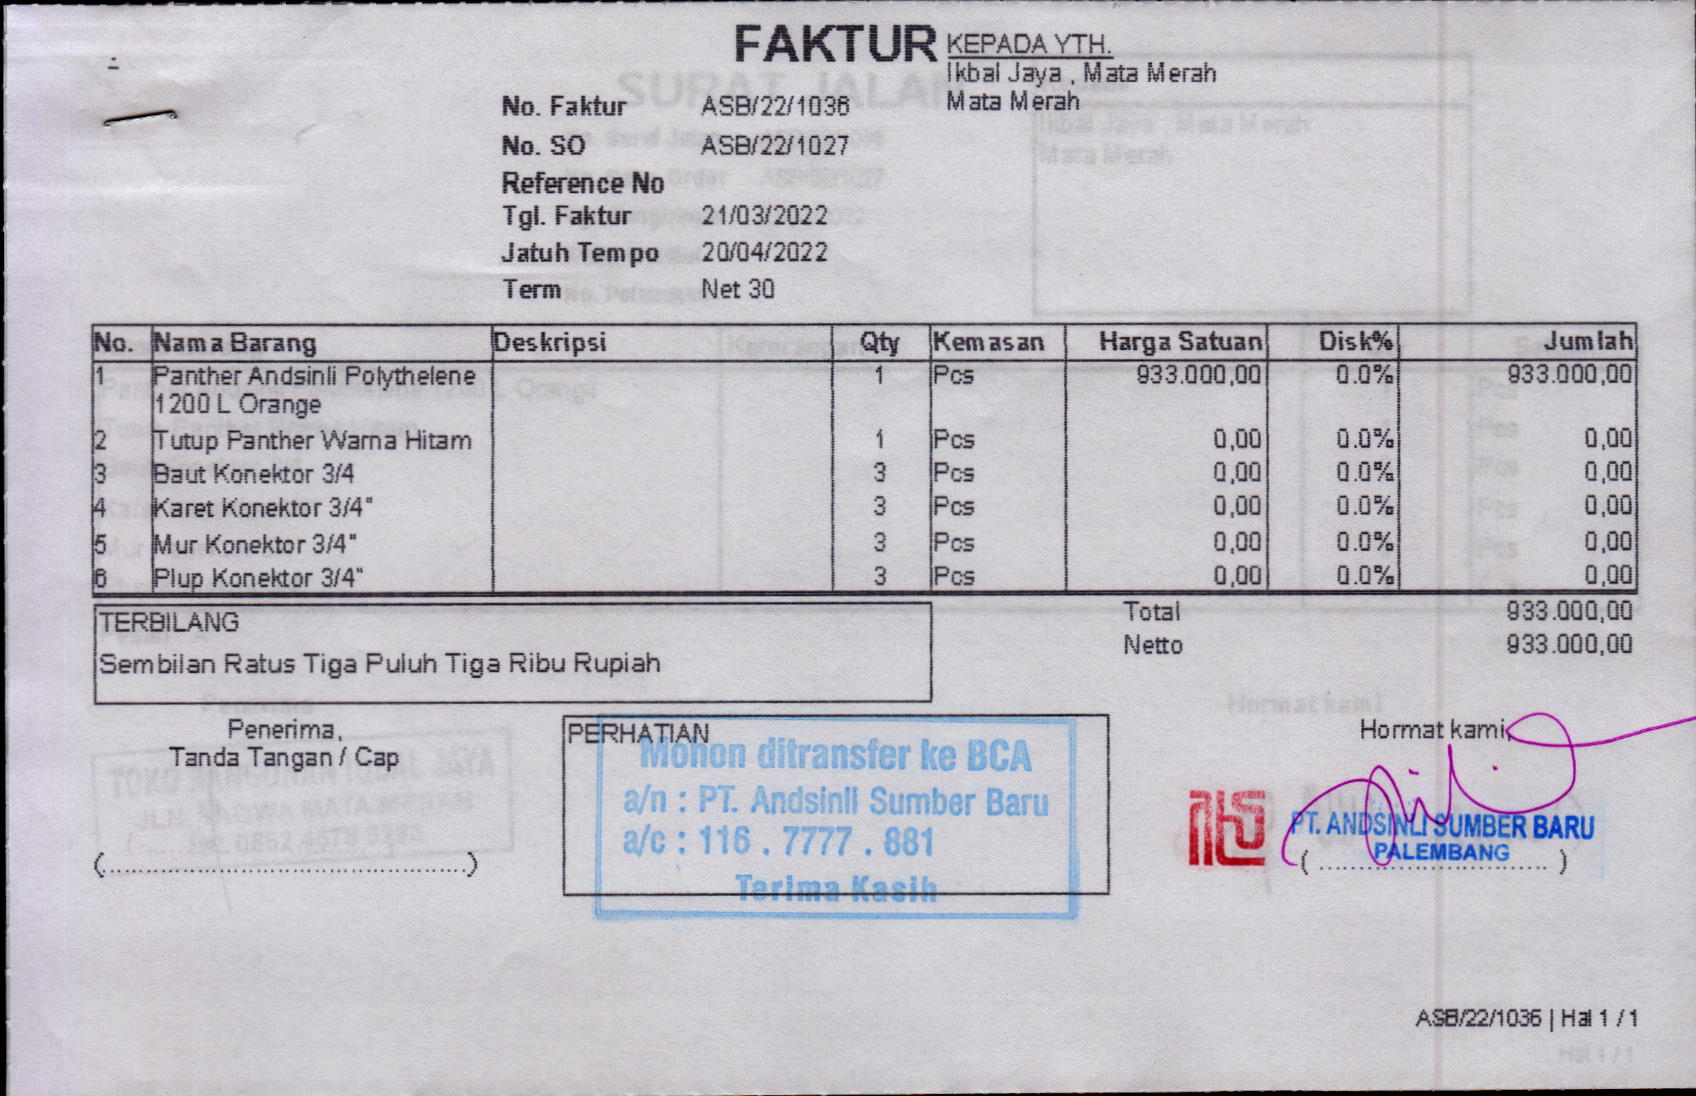 FAKTUR
KEPADA YTH.
Ikbal Jaya , Mata Merah
Mata Merah
No. Faktur ASB/22/1036
No. SO ASB/22/1027
Reference No
Tgl. Faktur 21/03/2022
Jatuh Tempo 20/04/2022
Term Net 30
No. Nama Barang Deskripsi Qty Kemasan Harga Satuan Disk% Jumlah
1 Panther Andsinli Polythelene 1 Pcs 933.000,00 0.0% 933.000,00
1200 L Orange
2 Tutup Panther Warna Hitam 1 Pcs 0,00 0.0% 0,00
3 Baut Konektor 3/4 3 Pcs 0,00 0.0% 0,00
4 Karet Konektor 3/4" 3 Pcs 0,00 0.0% 0,00
5 Mur Konektor 3/4" 3 Pcs 0,00 0.0% 0,00
6 Plup Konektor 3/4" 3 Pcs 0,00 0.0% 0,00
Total 933.000,00
Netto 933.000,00
TERBILANG
Sembilan Ratus Tiga Puluh Tiga Ribu Rupiah
Penerima,
Tanda Tangan / Cap
(................................................)
PERHATIAN
Mohon ditransfer ke BCA
a/n : PT. Andsinli Sumber Baru
a/c : 116 . 7777 . 881
Terima Kasih
Hormat kami,
PT. ANDSINLI SUMBER BARU
PALEMBANG
(..............................)
ASB/22/1036 | Hal 1 / 1